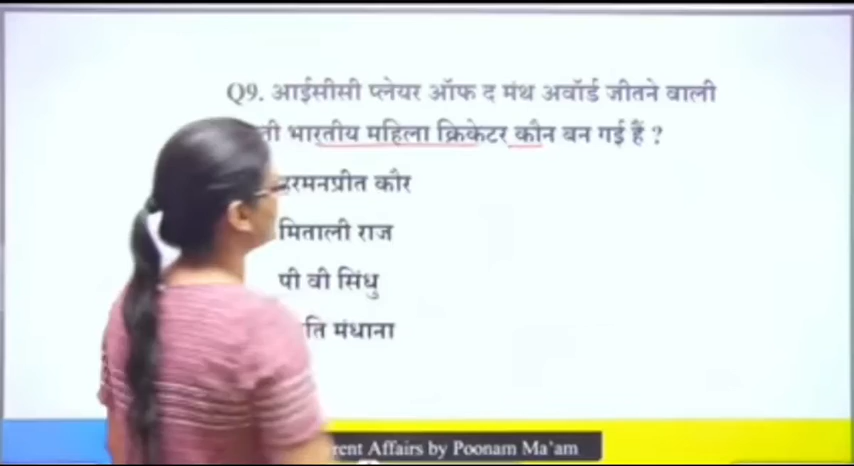 Q9. आईसीसी प्लेयर ऑफ द मंथ अवॉर्ड जीतने वाली
भारतीय महिला क्रिकेटर कौन बन गई हैं ?
कौर
मिताली राज
पी वी सिंधु
मंधाना
Affairs by Poonam Ma'am